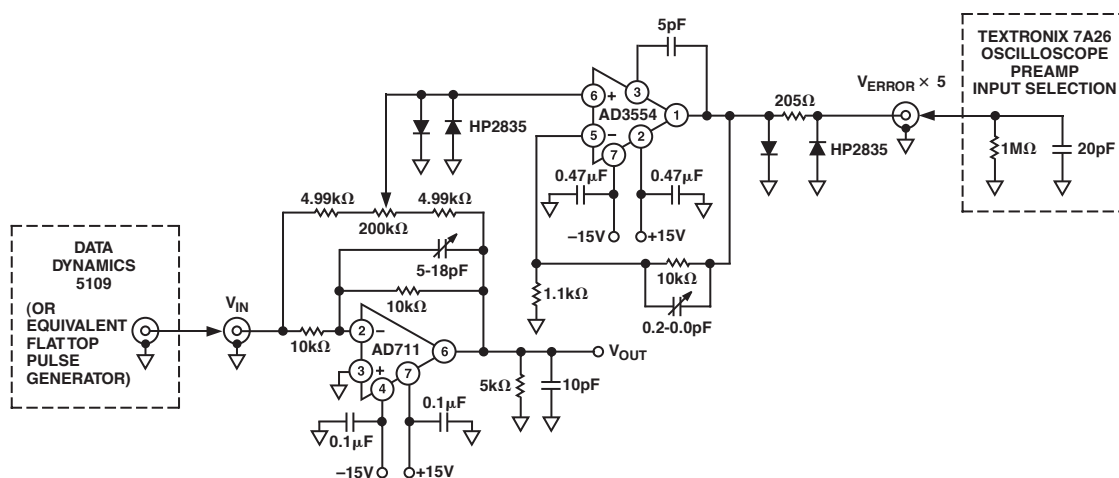 5pF
TEXTRONIX 7A26
OSCILLOSCOPE
PREAMP
INPUT SELECTION
VERROR × 5
6
+
3
AD3554
1
205Ω
HP2835
5
–
2
7
HP2835
1MΩ
20pF
0.47μF
0.47μF
4.99kΩ
4.99kΩ
200kΩ
–15V
+15V
DATA
DYNAMICS
5109
(OR
EQUIVALENT
FLAT TOP
PULSE
GENERATOR)
5-18pF
10kΩ
1.1kΩ
10kΩ
0.2-0.0pF
VIN
10kΩ
2
–
AD711
6
VOUT
3
+
4
7
5kΩ
10pF
0.1μF
0.1μF
–15V
+15V